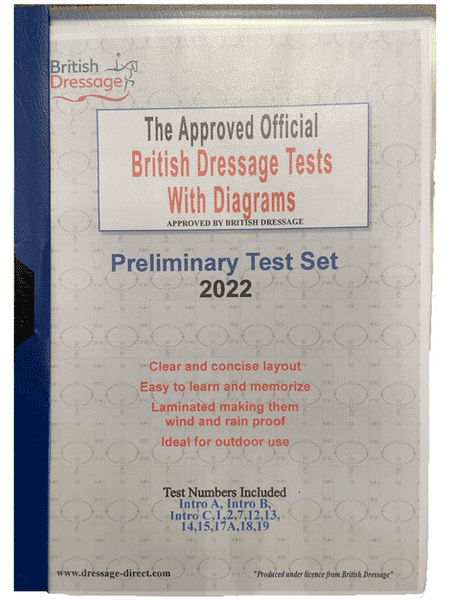 British
Dressage
The Approved Official
British Dressage Tests
With Diagrams
APPROVED BY BRITISH DRESSAGE
Preliminary Test Set
2022
Clear and concise layout
Easy to learn and memorize
Laminated making them
wind and rain proof
Ideal for outdoor use
Test Numbers Included
Intro A, Intro B,
Intro C,1,2,7,12,13,
14,15,17A,18,19
www.dressage-direct.com
"Produced under licence from British Dressage"